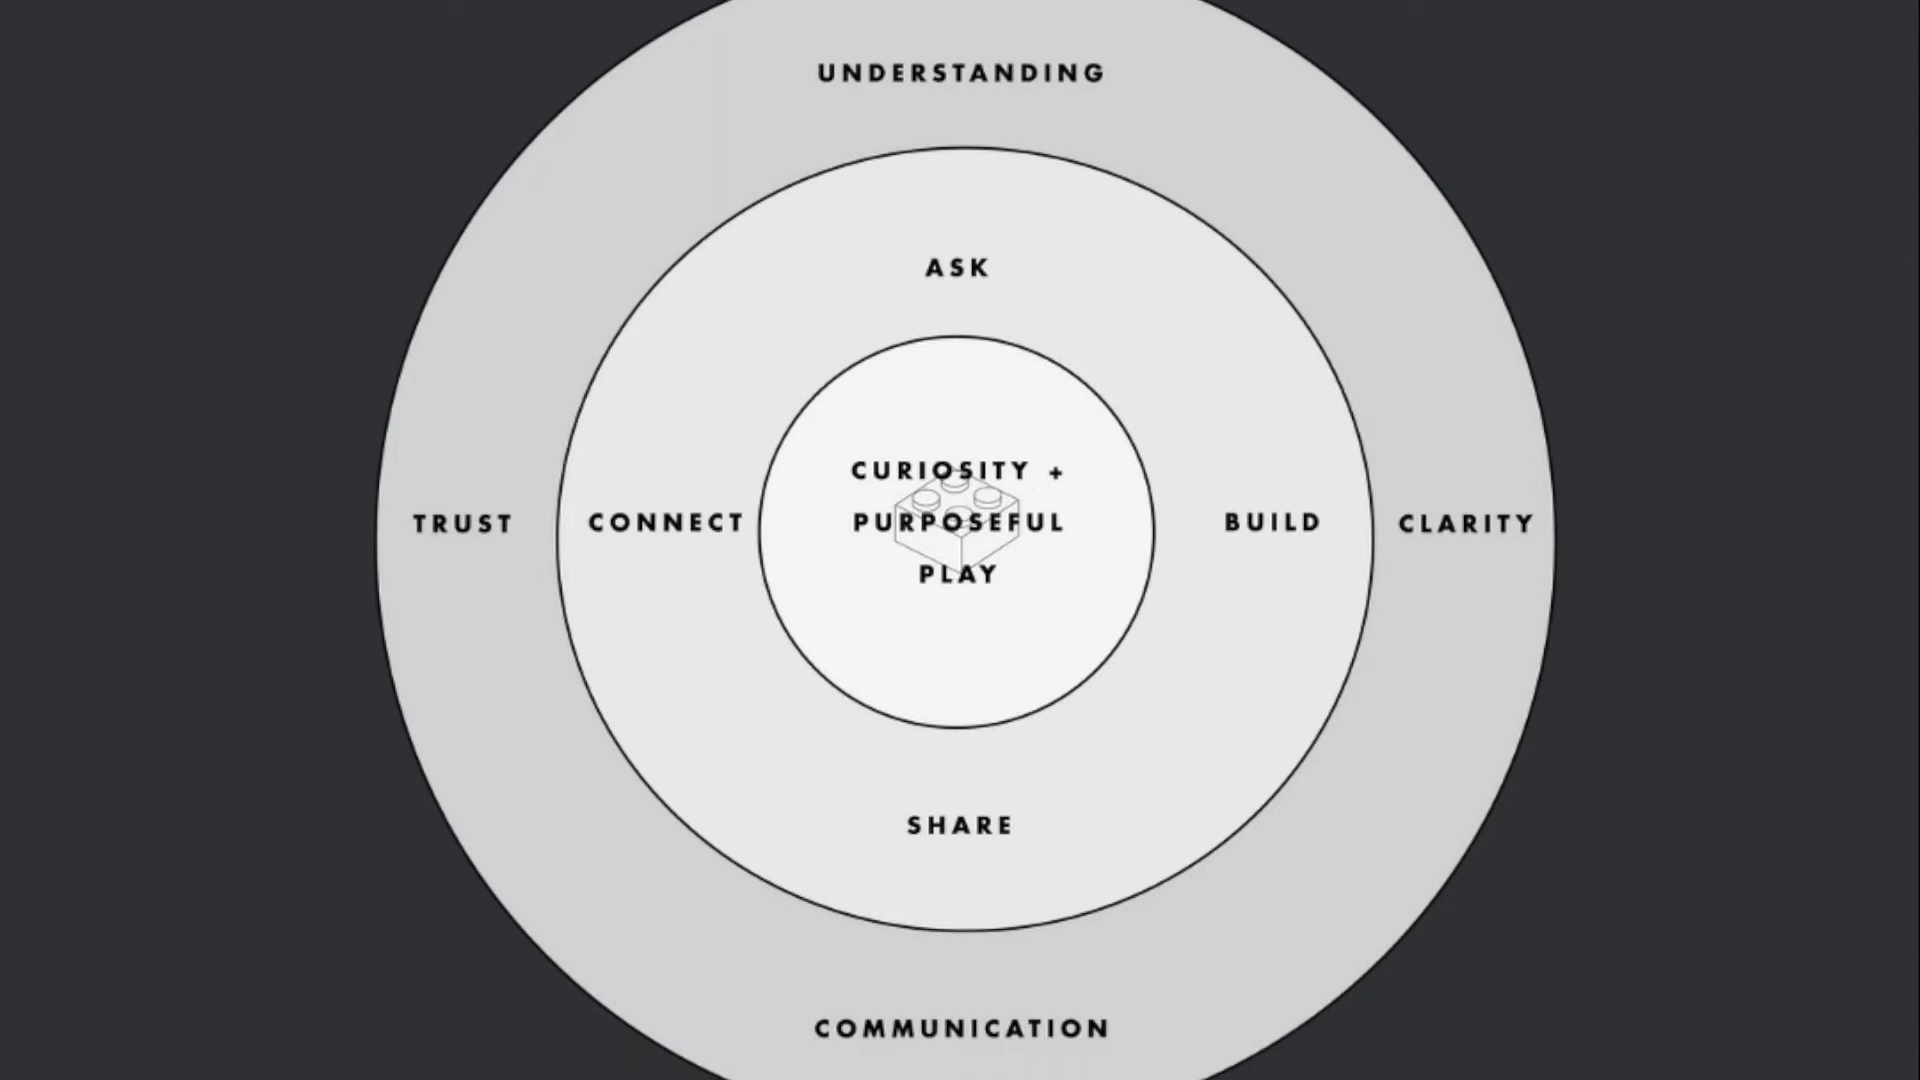 UNDERSTANDING
ASK
CURIOSITY +
PURPOSEFUL
PLAY
TRUST
CONNECT
BUILD
CLARITY
SHARE
COMMUNICATION